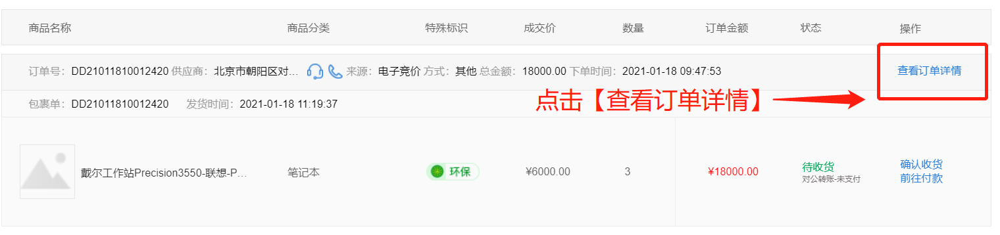 商品名称 商品分类 特殊标识 成交价 数量 订单金额 状态 操作
订单号：DD21011810012420 供应商：北京市朝阳区对... 来源：电子竞价 方式：其他 总金额：18000.00 下单时间：2021-01-18 09:47:53 查看订单详情
点击【查看订单详情】
包裹单：DD21011810012420 发货时间：2021-01-18 11:19:37
戴尔工作站Precision3550-联想-P... 笔记本 环保 ¥6000.00 3 ¥18000.00 待收货 确认收货
对公转账-未支付 前往付款